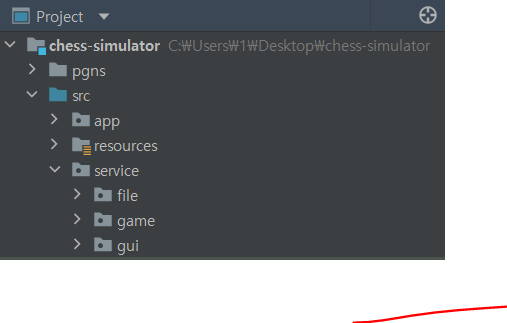 Project
chess-simulator C:₩Users₩1₩Desktop₩chess-simulator
pgns
src
app
resources
service
file
game
gui